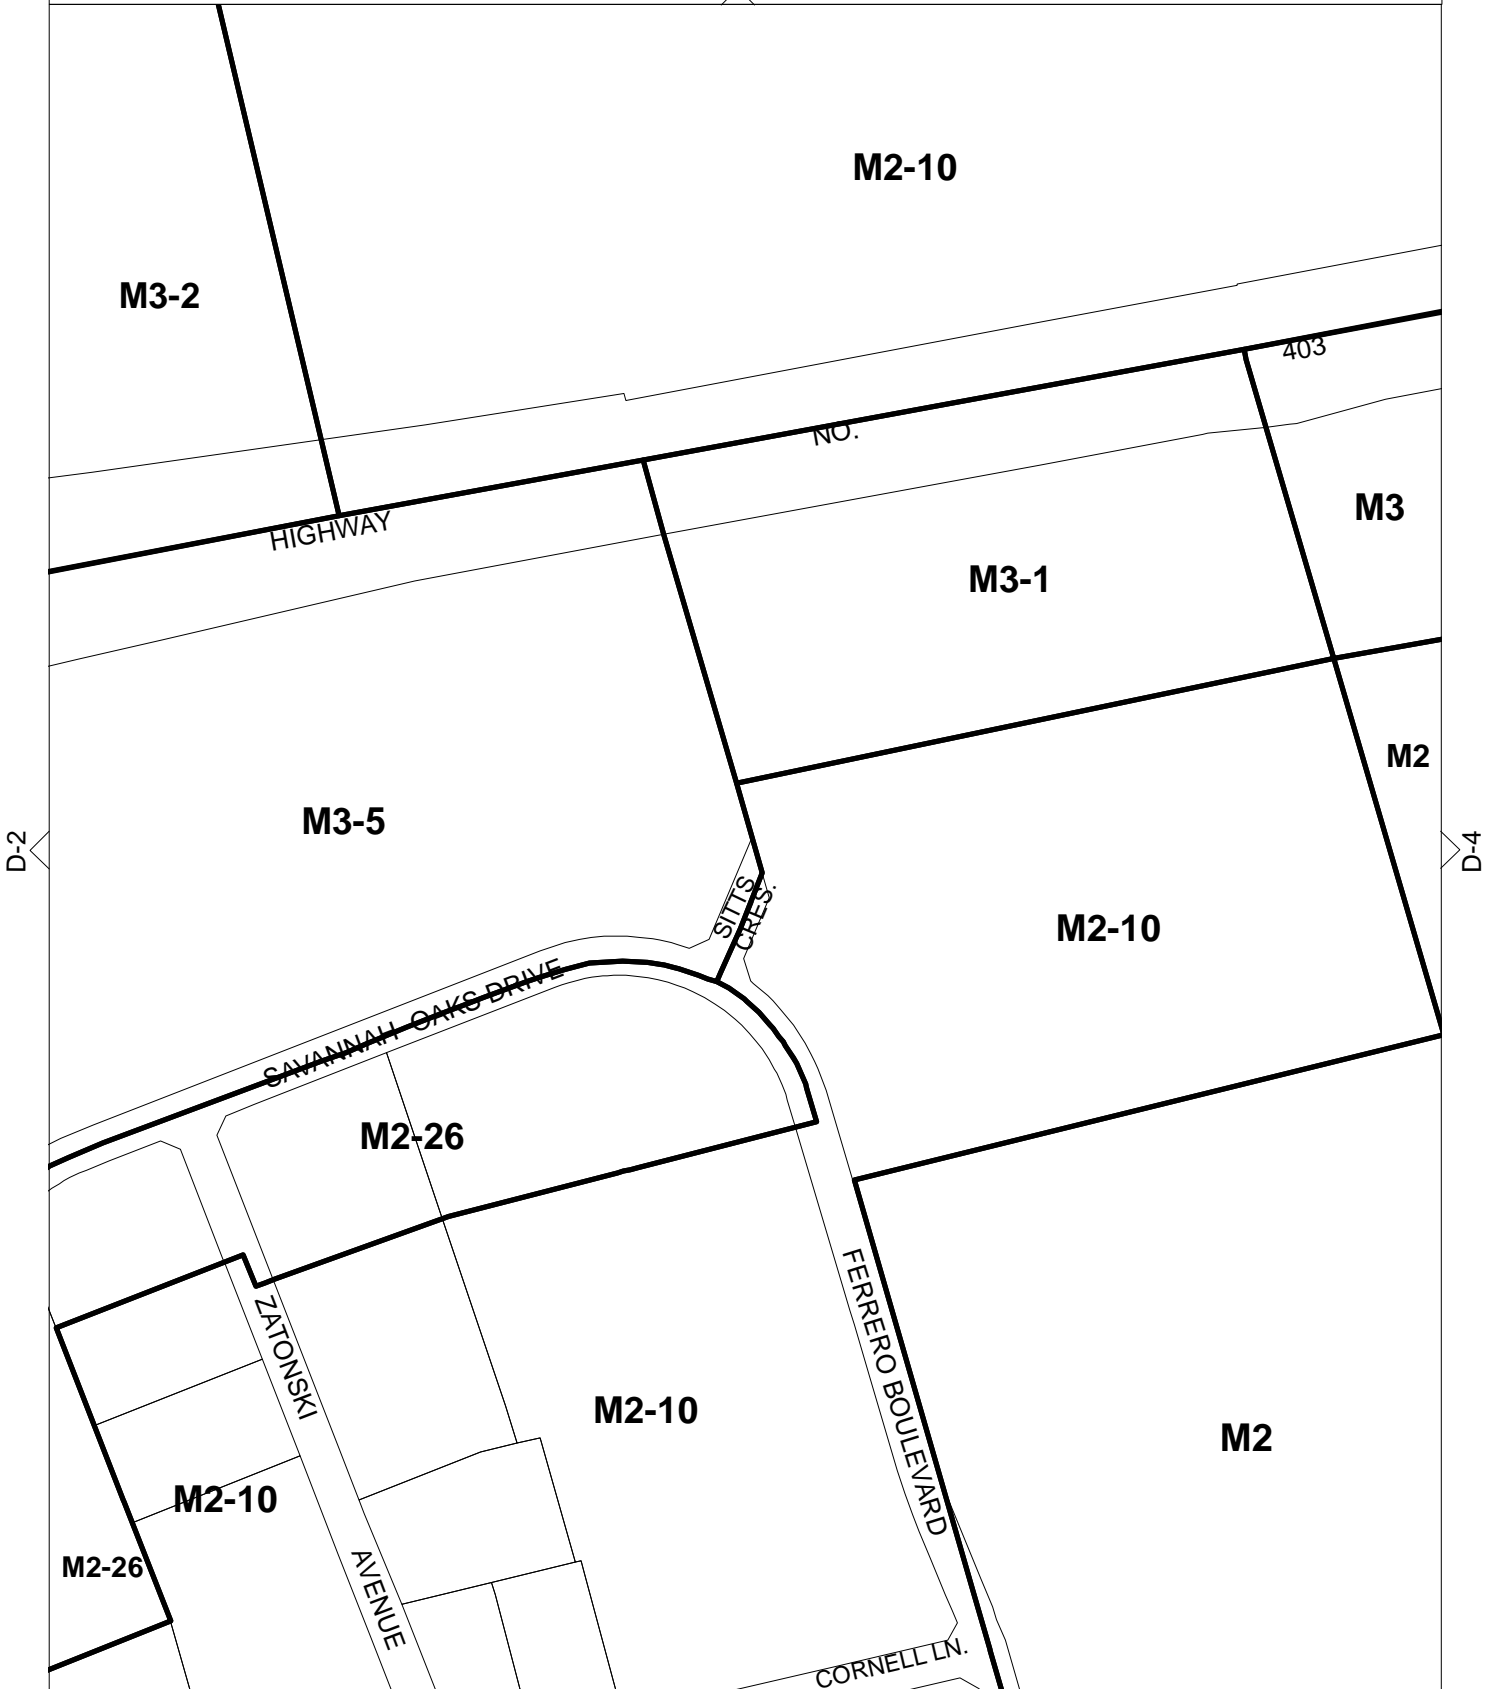 M2-10
M3-2
403
NO.
HIGHWAY
M3
M3-1
M2
M3-5
D-2
D-4
SITTS
CRES.
M2-10
SAVANNAH OAKS DRIVE
M2-26
FERRERO BOULEVARD
ZATONSKI
M2-10
M2
M2-10
M2-26
AVENUE
CORNELL LN.